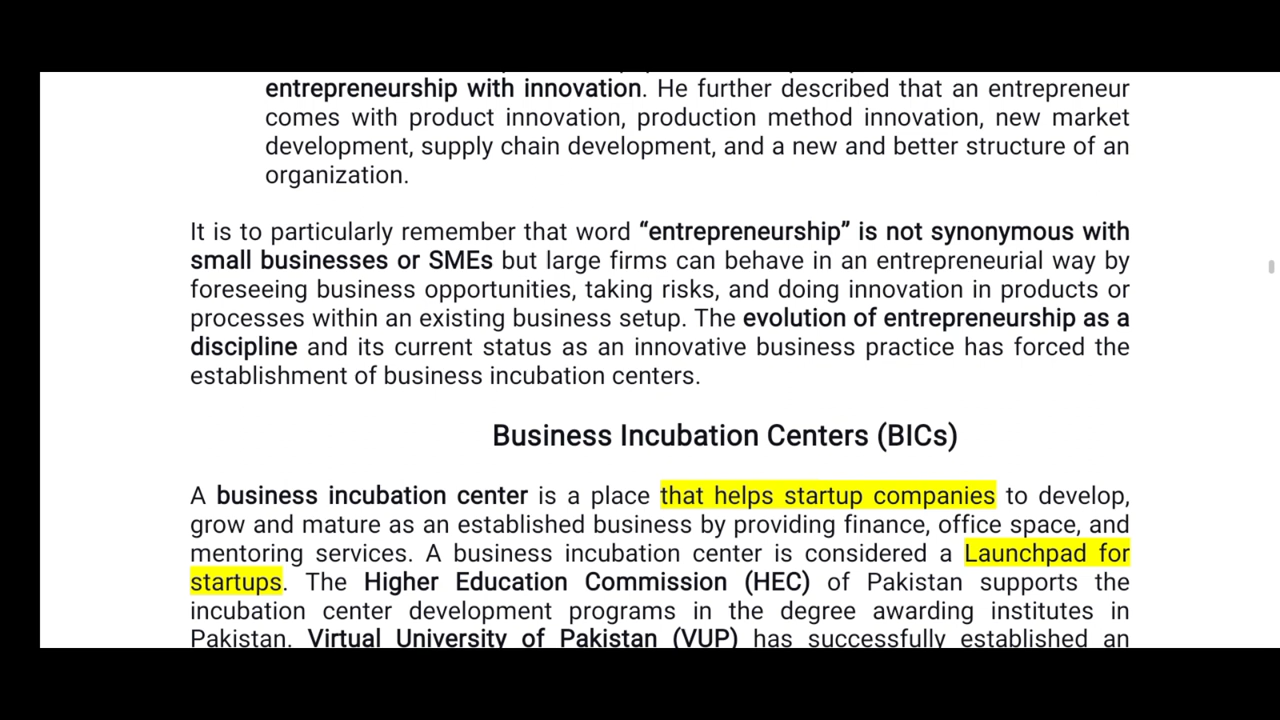 entrepreneurship with innovation. He further described that an entrepreneur
comes with product innovation, production method innovation, new market
development, supply chain development, and a new and better structure of an
organization.
It is to particularly remember that word “entrepreneurship” is not synonymous with
small businesses or SMEs but large firms can behave in an entrepreneurial way by
foreseeing business opportunities, taking risks, and doing innovation in products or
processes within an existing business setup. The evolution of entrepreneurship as a
discipline and its current status as an innovative business practice has forced the
establishment of business incubation centers.
Business Incubation Centers (BICs)
A business incubation center is a place that helps startup companies to develop,
grow and mature as an established business by providing finance, office space, and
mentoring services. A business incubation center is considered a Launchpad for
startups. The Higher Education Commission (HEC) of Pakistan supports the
incubation center development programs in the degree awarding institutes in
Pakistan. Virtual University of Pakistan (VUP) has successfully established an